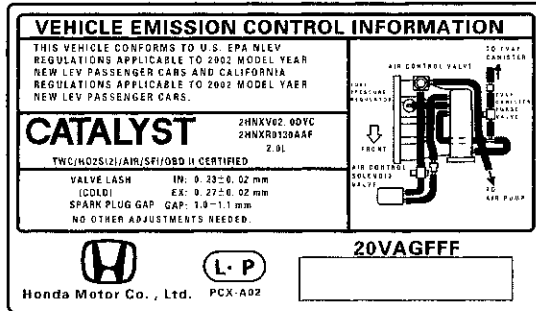 VEHICLE EMISSION CONTROL INFORMATION
THIS VEHICLE CONFORMS TO U.S. EPA NLEV
REGULATIONS APPLICABLE TO 2002 MODEL YEAR
NEW LEV PASSENGER CARS AND CALIFORNIA
REGULATIONS APPLICABLE TO 2002 MODEL YAER
NEW LEV PASSENGER CARS.
CATALYST
2HNXV02.0DYC
2HNXR0130AAF
2.0L
TWC/HO2S(2)/AIR/SFI/OBD II CERTIFIED
VALVE LASH IN: 0.23±0.02 mm
(COLD) EX: 0.27±0.02 mm
SPARK PLUG GAP GAP: 1.0-1.1 mm
NO OTHER ADJUSTMENTS NEEDED.
TO EVAP
CANISTER
AIR CONTROL VALVE
FUEL
PRESSURE
REGULATOR
EVAP
CANISTER
PURGE
VALVE
FRONT
AIR CONTROL
SOLENOID
VALVE
TO
AIR PUMP
Honda Motor Co., Ltd.
L·P
PCX-A02
20VAGFFF